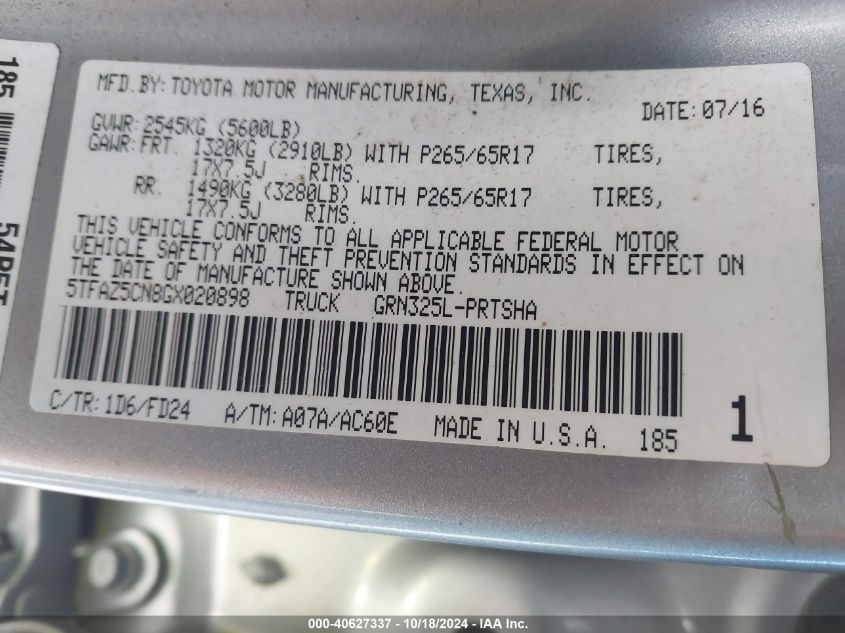 MFD.BY: TOYOTA MOTOR MANUFACTURING, TEXAS, INC.
DATE: 07/16
GVWR: 2545KG (5600LB)
GAWR: FRT. 1320KG (2910LB) WITH P265/65R17 TIRES,
17X7.5J RIMS.
RR. 1490KG (3280LB) WITH P265/65R17 TIRES,
17X7.5J RIMS.
THIS VEHICLE CONFORMS TO ALL APPLICABLE FEDERAL MOTOR
VEHICLE SAFETY AND THEFT PREVENTION STANDARDS IN EFFECT ON
THE DATE OF MANUFACTURE SHOWN ABOVE.
5TFAZ5CN8GX020898 TRUCK GRN325L-PRTSHA
C/TR: 1D6/FD24 A/TM: A07A/AC60E MADE IN U.S.A. 185
1
185
000-40627337 - 10/18/2024 - IAA Inc.